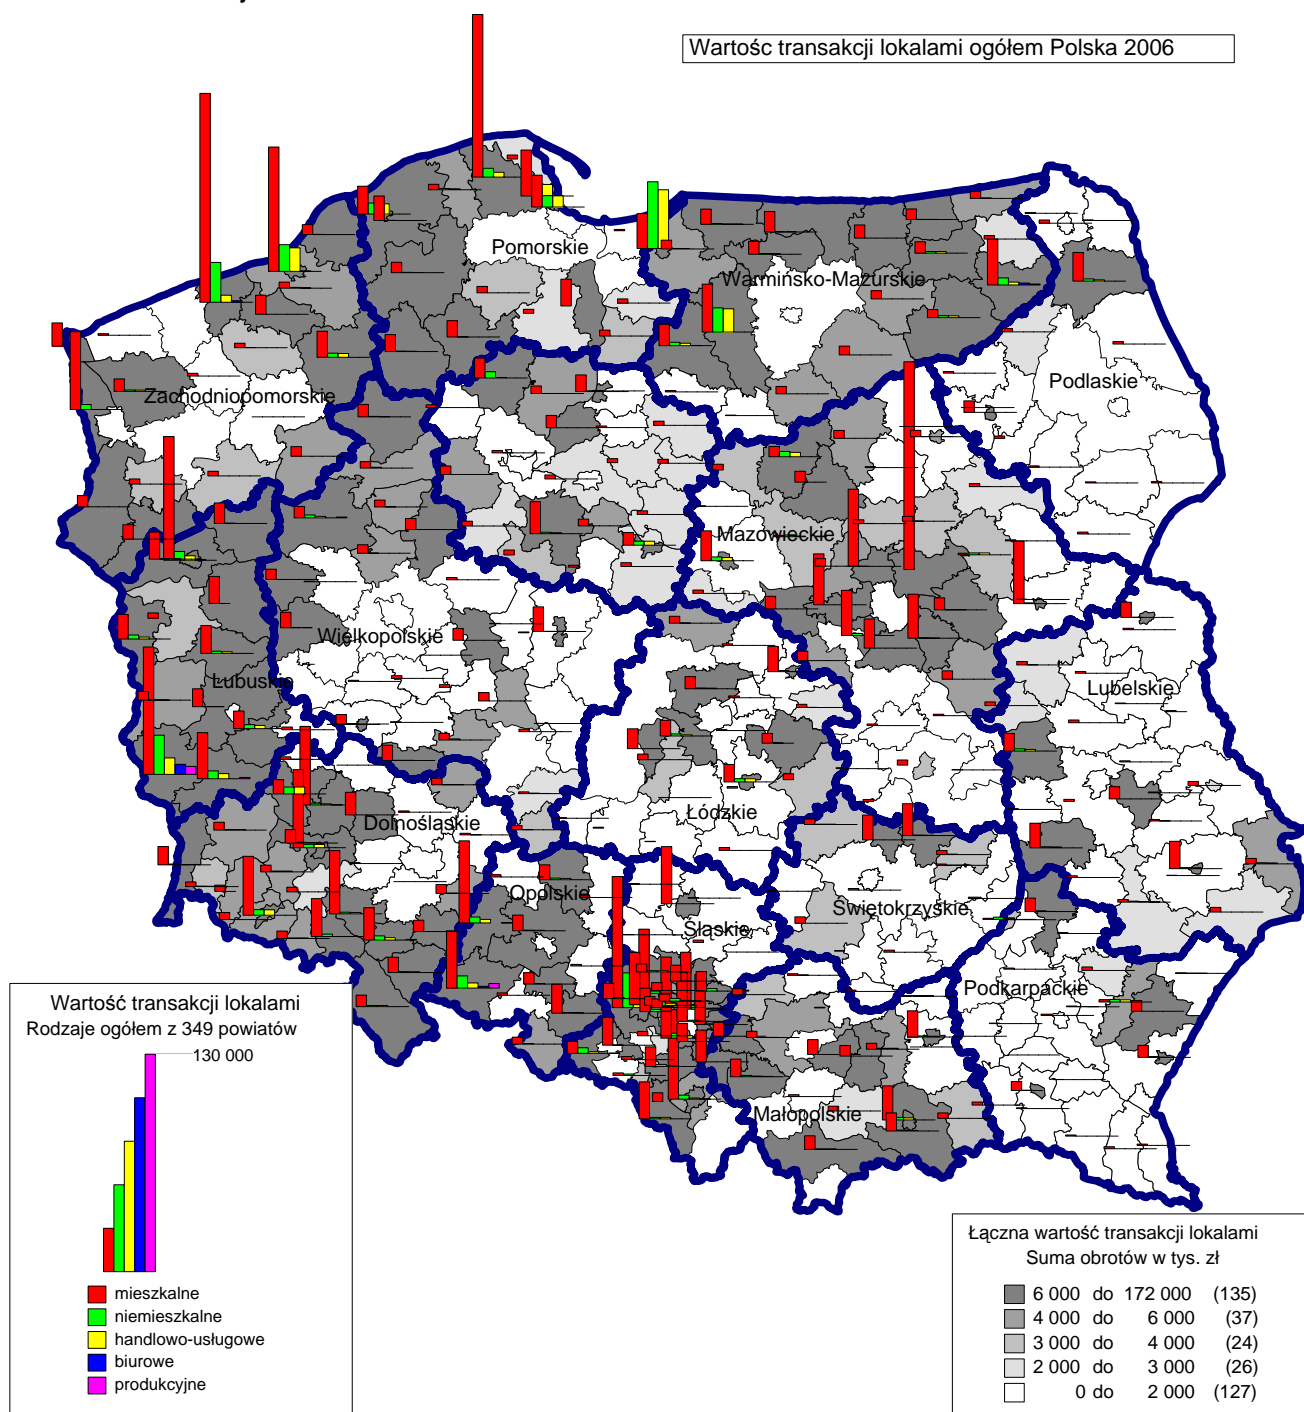 Wartośc transakcji lokalami ogółem Polska 2006
Pomorskie
Warmińsko-Mazurskie
Podlaskie
Zachodniopomorskie
Mazowieckie
Wielkopolskie
Łubuskie
Lubelskie
Łódzkie
Dolnośląskie
Opolskie
Śląskie
Świętokrzyskie
Podkarpackie
Małopolskie
Wartość transakcji lokalami
Rodzaje ogółem z 349 powiatów
130 000
mieszkalne
niemieszkalne
handlowo-usługowe
biurowe
produkcyjne
Łączna wartość transakcji lokalami
Suma obrotów w tys. zł
6 000 do 172 000 (135)
4 000 do 6 000 (37)
3 000 do 4 000 (24)
2 000 do 3 000 (26)
0 do 2 000 (127)